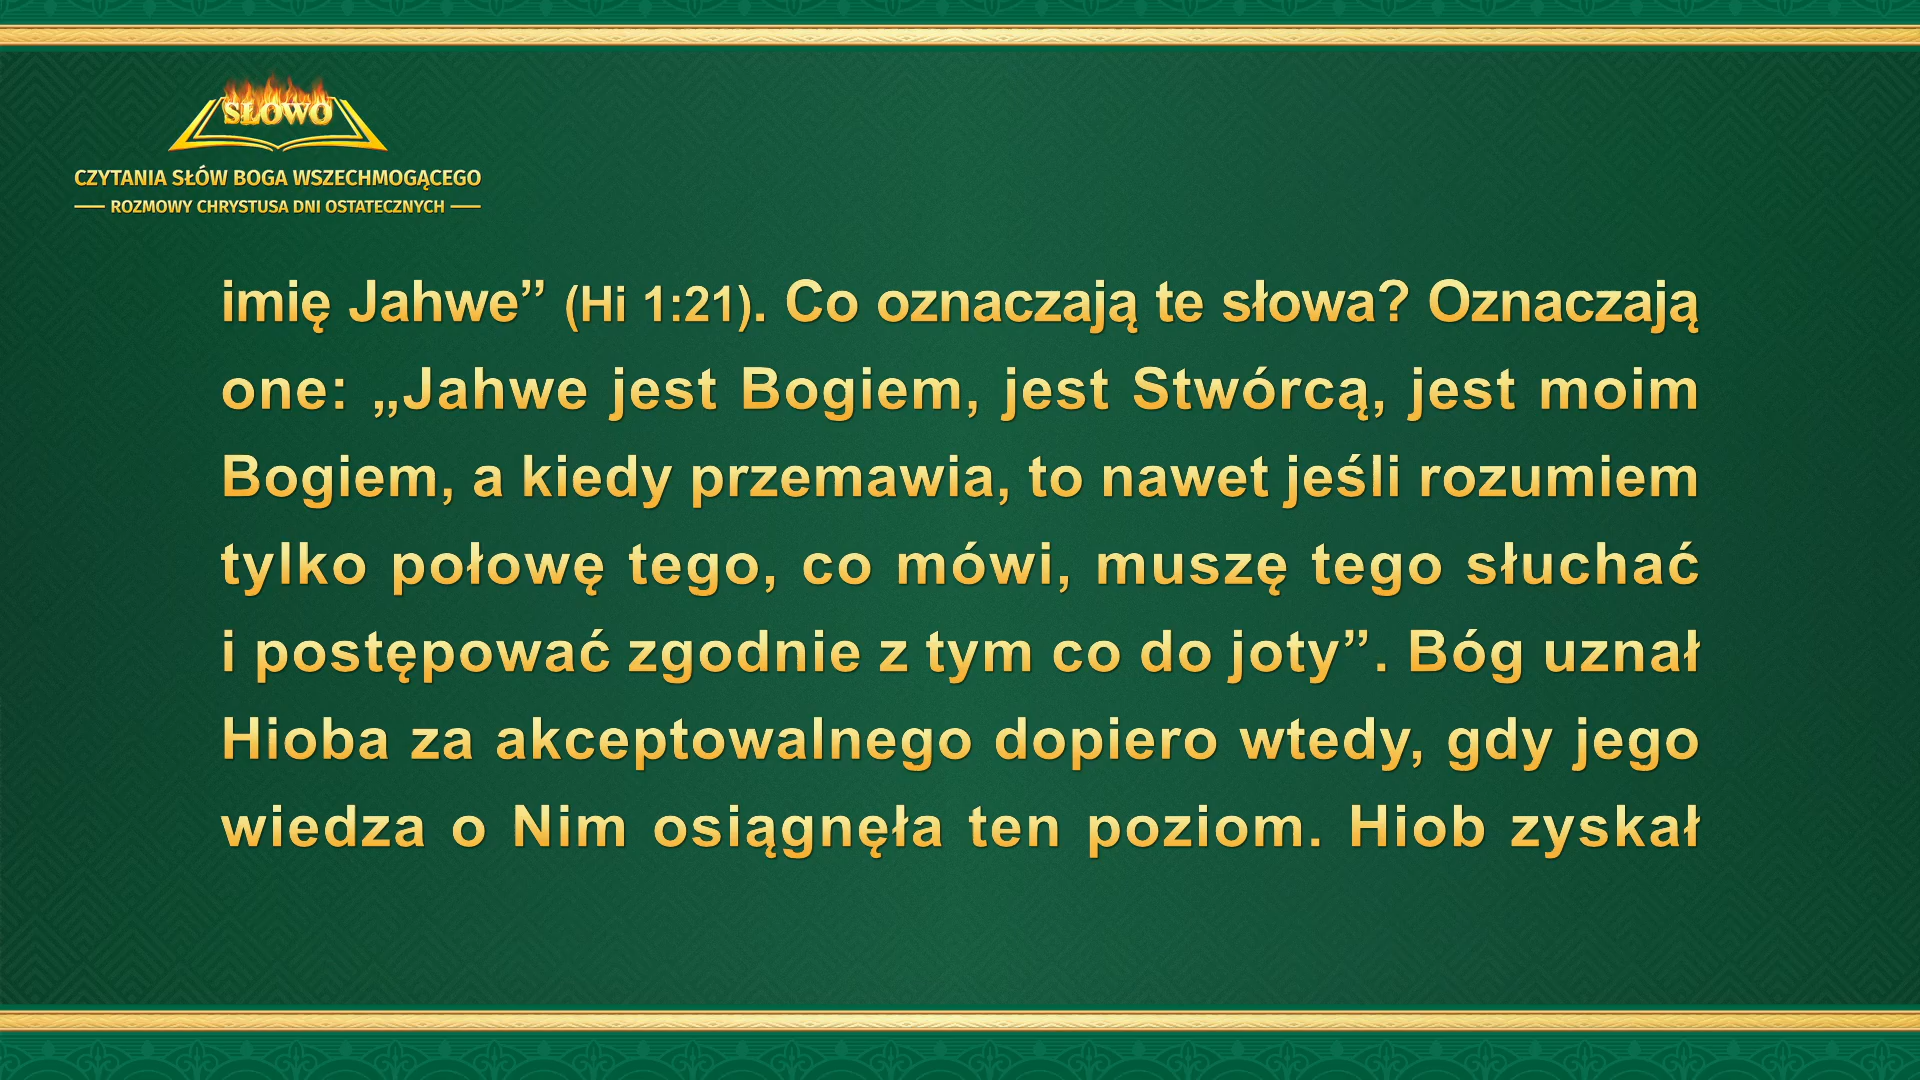 SŁOWO
CZYTANIA SŁÓW BOGA WSZECHMOGĄCEGO
ROZMOWY CHRYSTUSA DNI OSTATECZNYCH
imię Jahwe” (Hi 1:21). Co oznaczają te słowa? Oznaczają
one: „Jahwe jest Bogiem, jest Stwórcą, jest moim
Bogiem, a kiedy przemawia, to nawet jeśli rozumiem
tylko połowę tego, co mówi, muszę tego słuchać
i postępować zgodnie z tym co do joty”. Bóg uznał
Hioba za akceptowalnego dopiero wtedy, gdy jego
wiedza o Nim osiągnęła ten poziom. Hiob zyskał